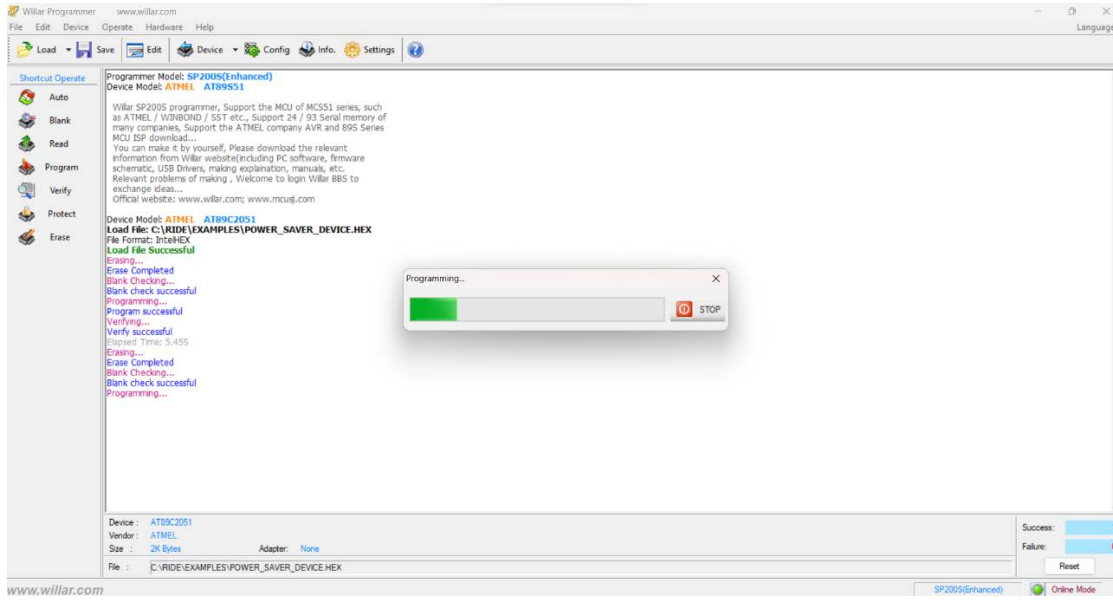 Willar Programmer www.willar.com
File Edit Device Operate Hardware Help Language
Load Save Edit Device Config Info. Settings
Shortcut Operate
Auto
Blank
Read
Program
Verify
Protect
Erase
Programmer Model: SP200S(Enhanced)
Device Model: ATMEL AT89S51
Willar SP200S programmer, Support the MCU of MCS51 series, such
as ATMEL / WINBOND / SST etc., Support 24 / 93 Serial memory of
many companies, Support the ATMEL company AVR and 89S Series
MCU ISP download...
You can make it by yourself, Please download the relevant
information from Willar website(including PC software, firmware
schematic, USB Drivers, making explaination, manuals, etc.
Relevant problems of making , Welcome to login Willar BBS to
exchange ideas...
Official website: www.willar.com; www.mcusj.com
Device Model: ATMEL AT89C2051
Load File: C:\RIDE\EXAMPLES\POWER_SAVER_DEVICE.HEX
File Format: IntelHEX
Load File Successful
Erasing...
Erase Completed
Blank Checking...
Blank check successful
Programming...
Program successful
Verifying...
Verify successful
Elapsed Time: 5.45S
Erasing...
Erase Completed
Blank Checking...
Blank check successful
Programming...
Programming...
STOP
Device : AT89C2051
Vendor : ATMEL
Size : 2K Bytes Adapter: None
File : C:\RIDE\EXAMPLES\POWER_SAVER_DEVICE.HEX
Success:
Failure:
Reset
www.willar.com SP200S(Enhanced) Online Mode